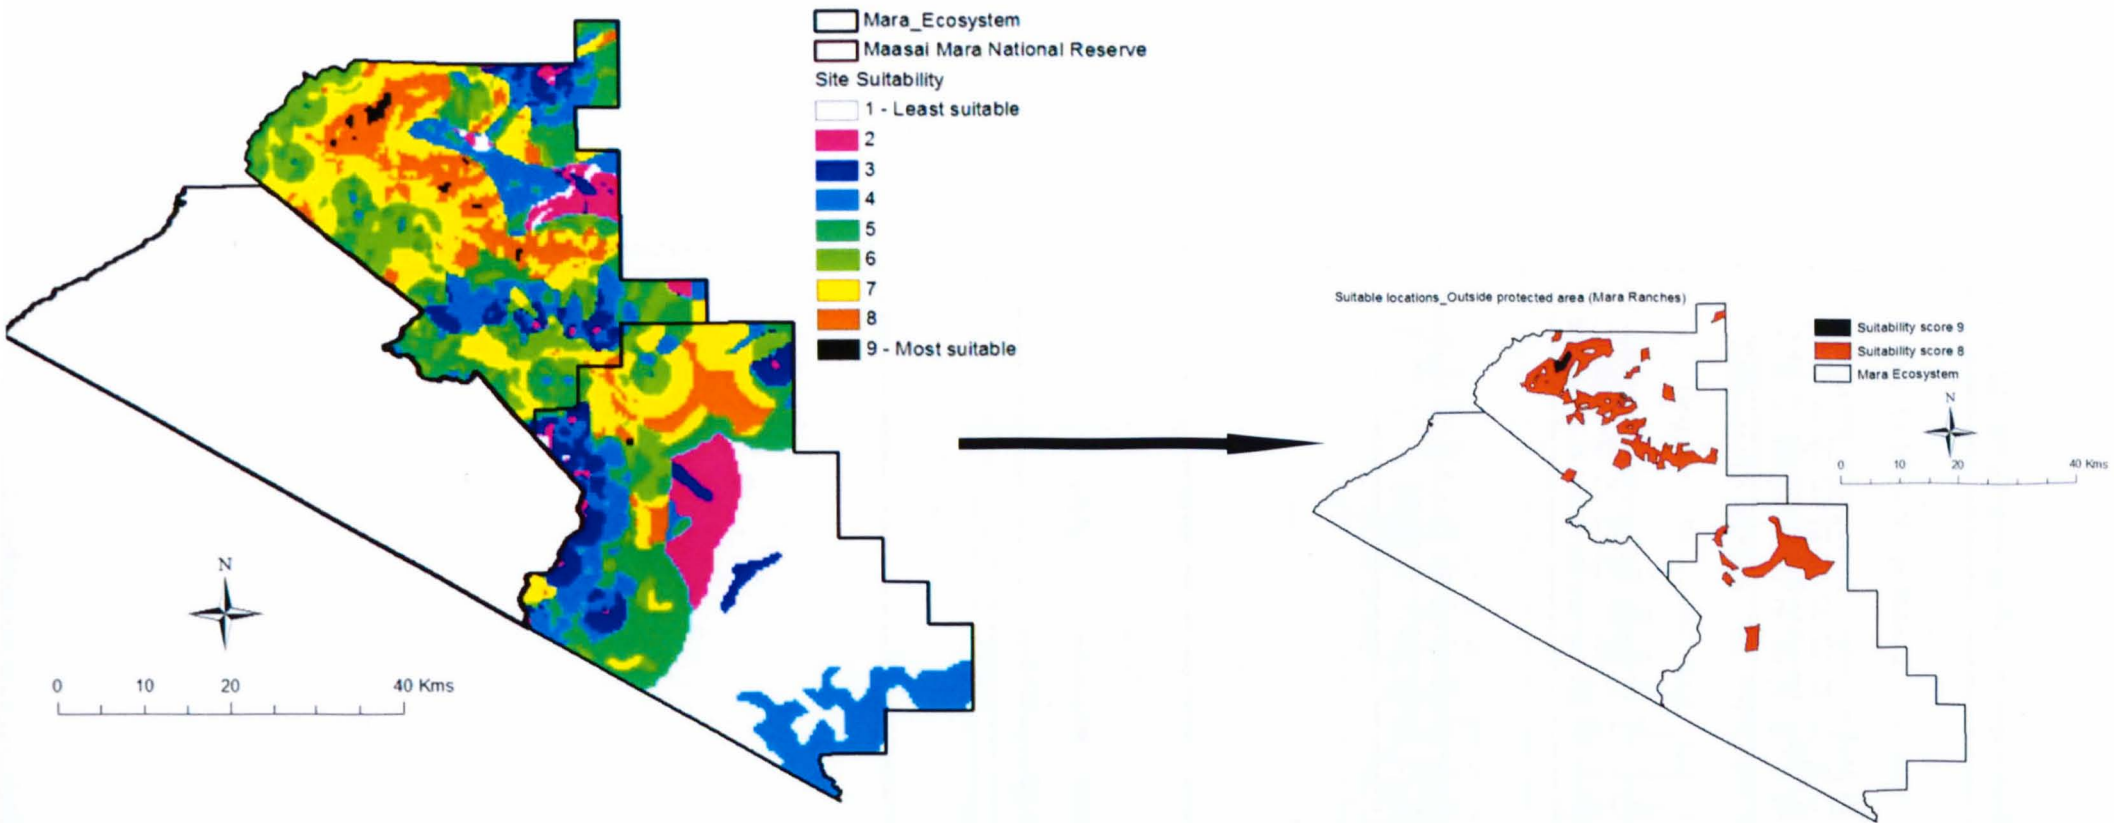 Mara_Ecosystem
Maasai Mara National Reserve
Site Suitability
1 - Least suitable
2
3
4
5
6
7
8
9 - Most suitable
N
0 10 20 40 Kms
Suitable locations_Outside protected area (Mara Ranches)
Suitability score 9
Suitability score 8
Mara Ecosystem
N
0 10 20 40 Kms